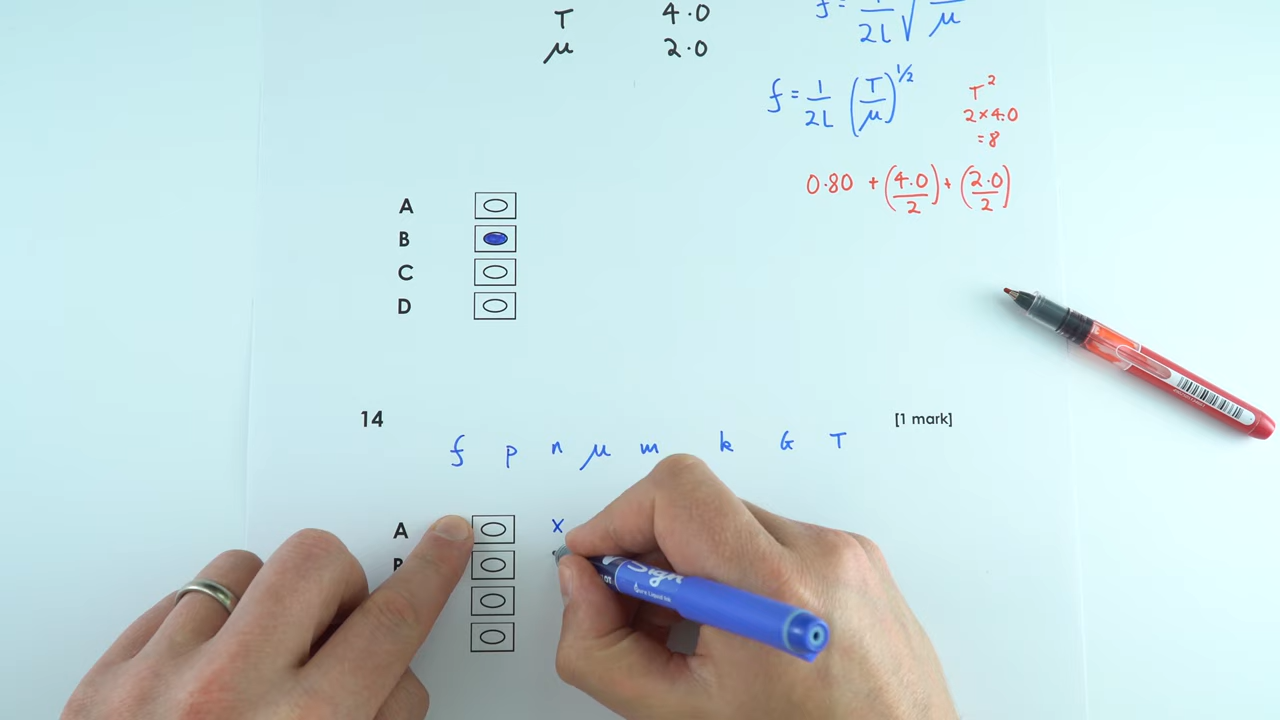 T 4.0
μ 2.0
f = 1/2L √ μ
f = 1/2L (T/μ)^1/2
T²
2×4.0
=8
0.80 + (4.0/2) + (2.0/2)
A
B
C
D
14 [1 mark]
f p n μ m k G T
A x
Sign